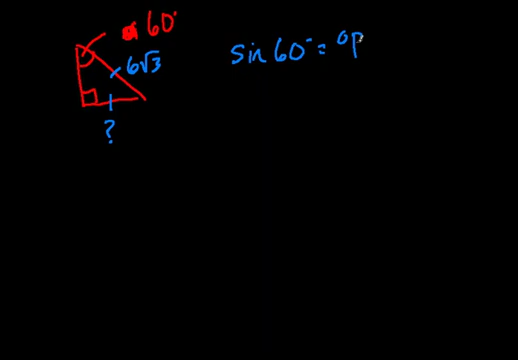 60°
6√3
?
sin 60° = op